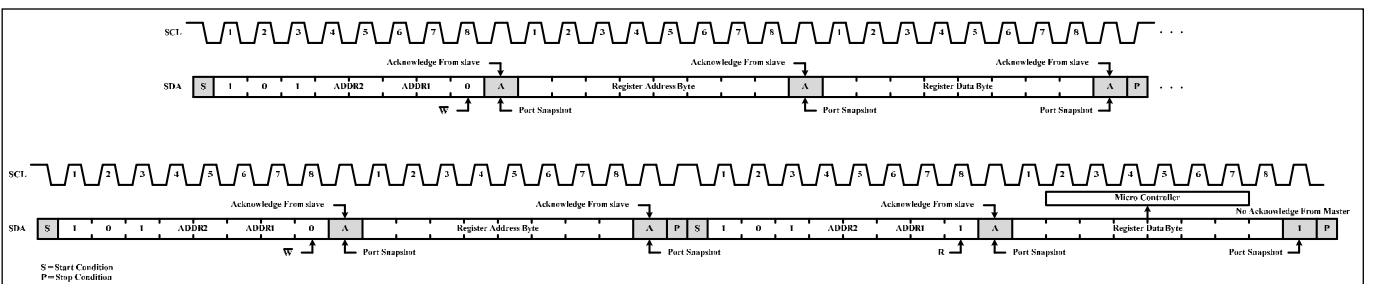 SCL 1 2 3 4 5 6 7 8 1 2 3 4 5 6 7 8 1 2 3 4 5 6 7 8 . . .
Acknowledge From slave Acknowledge From slave Acknowledge From slave
SDA S 1 0 1 ADDR2 ADDR1 0 A Register Address Byte A Register Data Byte A P . . .
W Port Snapshot Port Snapshot Port Snapshot
SCL 1 2 3 4 5 6 7 8 1 2 3 4 5 6 7 8 1 2 3 4 5 6 7 8 1 2 3 4 5 6 7 8
Micro Controller
Acknowledge From slave Acknowledge From slave Acknowledge From slave No Acknowledge From Master
SDA S 1 0 1 ADDR2 ADDR1 0 A Register Address Byte A P S 1 0 1 ADDR2 ADDR1 1 A Register Data Byte 1 P
W Port Snapshot Port Snapshot R Port Snapshot Port Snapshot
S = Start Condition
P = Stop Condition